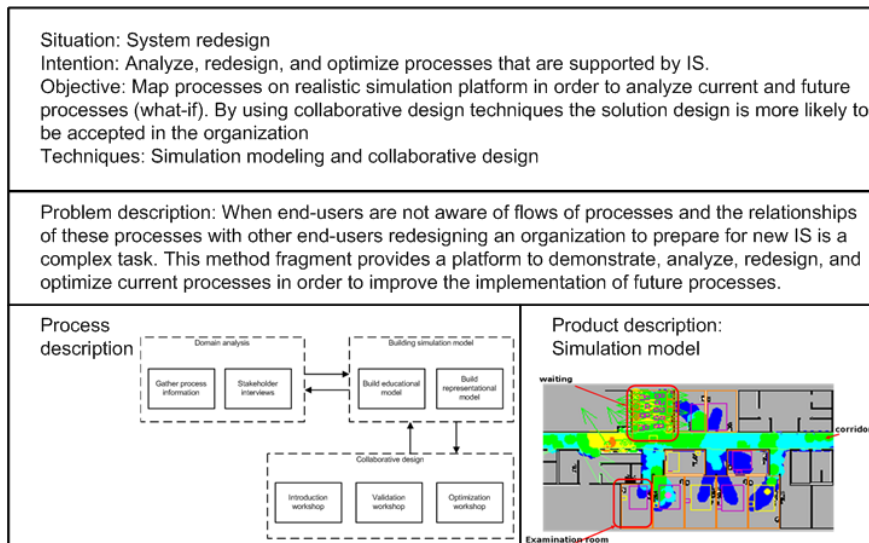 Situation: System redesign
Intention: Analyze, redesign, and optimize processes that are supported by IS.
Objective: Map processes on realistic simulation platform in order to analyze current and future
processes (what-if). By using collaborative design techniques the solution design is more likely to
be accepted in the organization
Techniques: Simulation modeling and collaborative design
Problem description: When end-users are not aware of flows of processes and the relationships
of these processes with other end-users redesigning an organization to prepare for new IS is a
complex task. This method fragment provides a platform to demonstrate, analyze, redesign, and
optimize current processes in order to improve the implementation of future processes.
Process
description
Domain analysis
Gather process
information
Stakeholder
interviews
Building simulation model
Build educational
model
Build
representational
model
Collaborative design
Introduction
workshop
Validation
workshop
Optimization
workshop
Product description:
Simulation model
waiting
corridor
Examination room